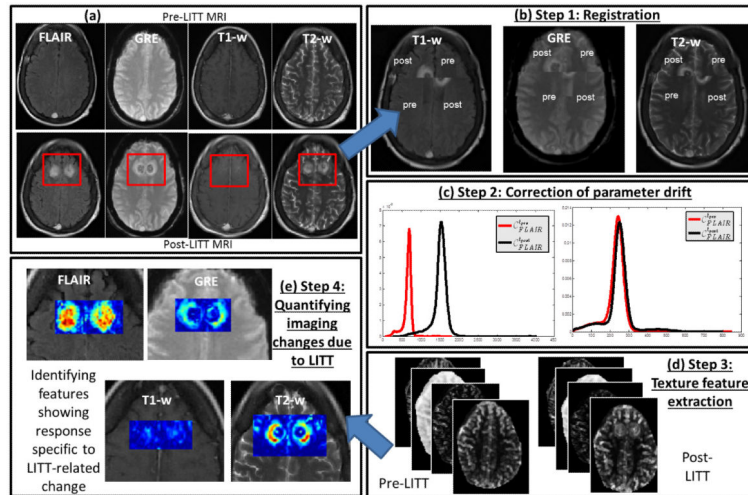 (a)
Pre-LITT MRI
FLAIR
GRE
T1-w
T2-w
Post-LITT MRI
(b) Step 1: Registration
T1-w
GRE
T2-w
post
pre
pre
post
post
pre
pre
post
post
pre
pre
post
(c) Step 2: Correction of parameter drift
(d) Step 3:
Texture feature
extraction
Pre-LITT
Post-
LITT
(e) Step 4:
Quantifying
imaging
changes due
to LITT
FLAIR
GRE
T1-w
T2-w
Identifying
features
showing
response
specific to
LITT-related
change